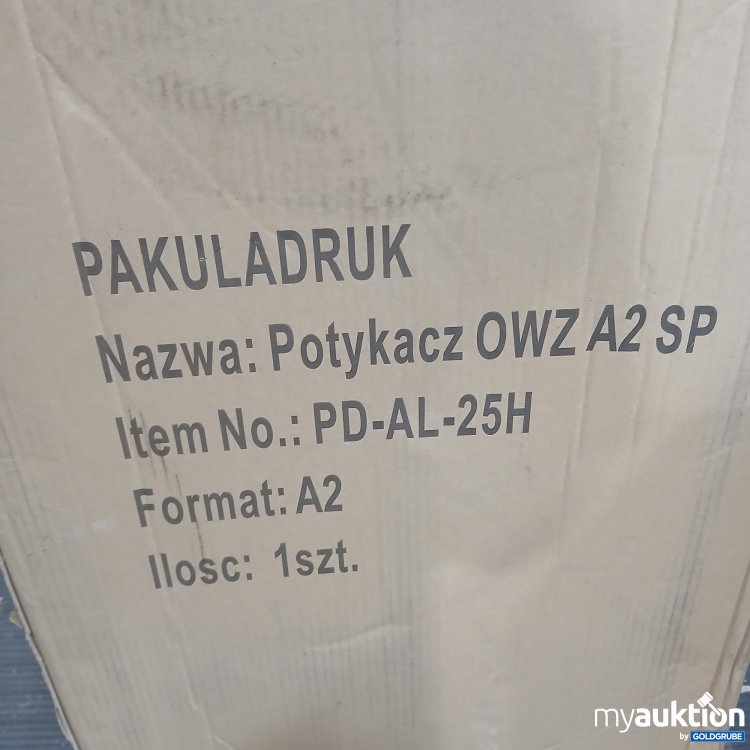 PAKULADRUK
Nazwa: Potykacz OWZ A2 SP
Item No.: PD-AL-25H
Format: A2
Ilosc: 1szt.
myauktion
by GOLDGRUBE